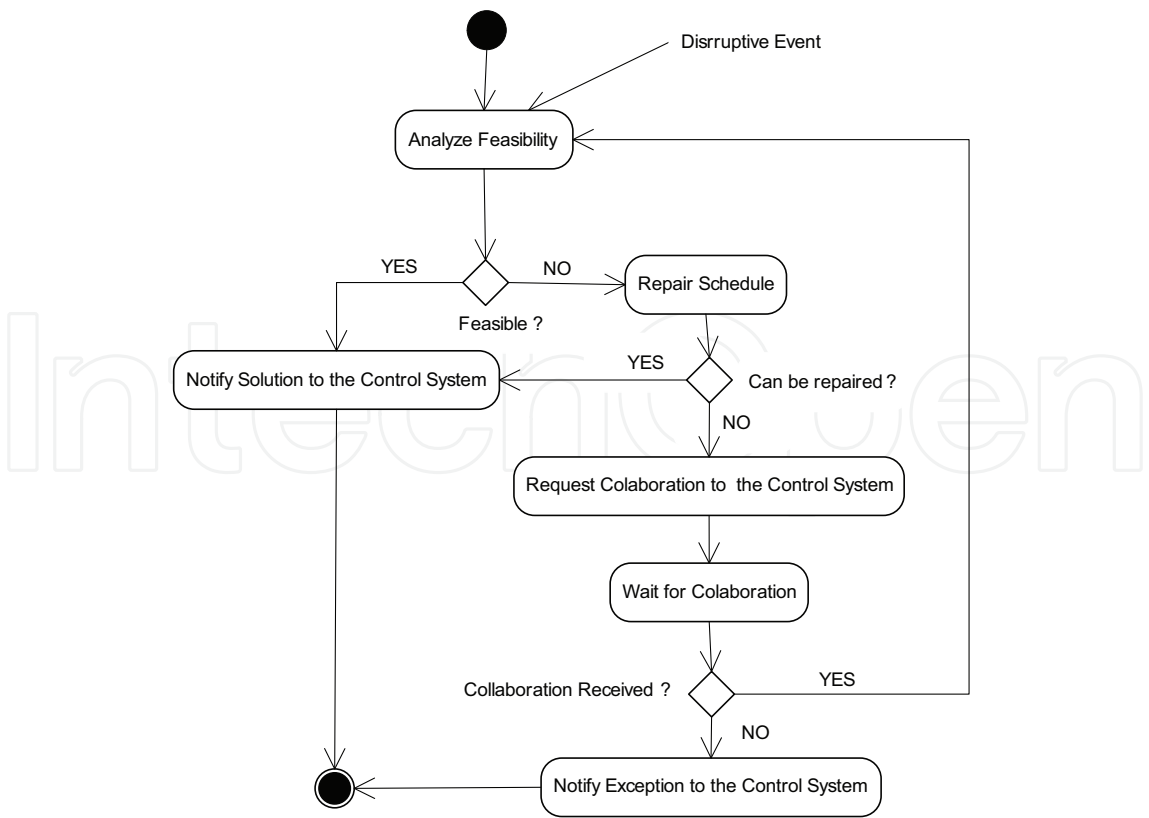 Disrruptive Event
Analyze Feasibility
YES
NO
Repair Schedule
Feasible ?
Notify Solution to the Control System
YES
Can be repaired ?
NO
Request Colaboration to the Control System
Wait for Colaboration
Collaboration Received ?
YES
NO
Notify Exception to the Control System
IntechOpen